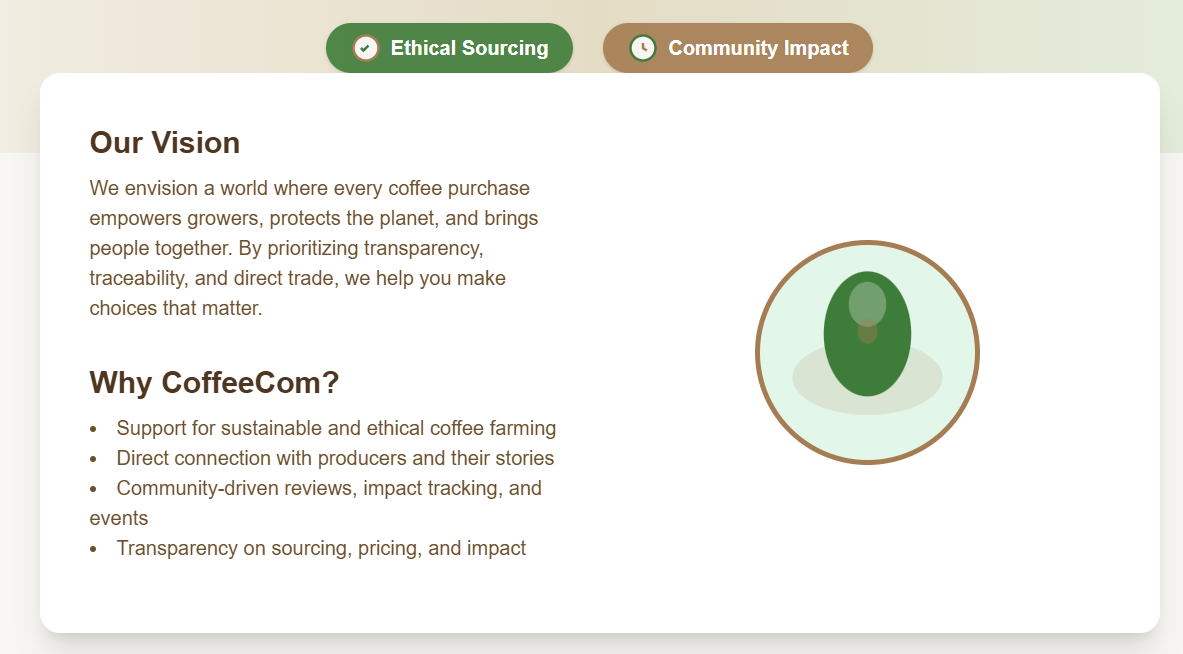 Ethical Sourcing
Community Impact
Our Vision
We envision a world where every coffee purchase
empowers growers, protects the planet, and brings
people together. By prioritizing transparency,
traceability, and direct trade, we help you make
choices that matter.
Why CoffeeCom?
• Support for sustainable and ethical coffee farming
• Direct connection with producers and their stories
• Community-driven reviews, impact tracking, and
events
• Transparency on sourcing, pricing, and impact